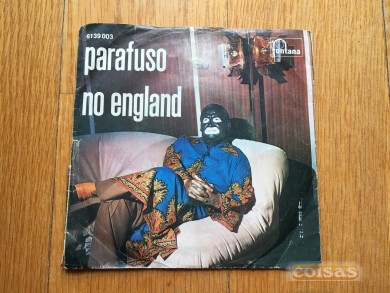 6139 003
fontana
parafuso
no england
coisas